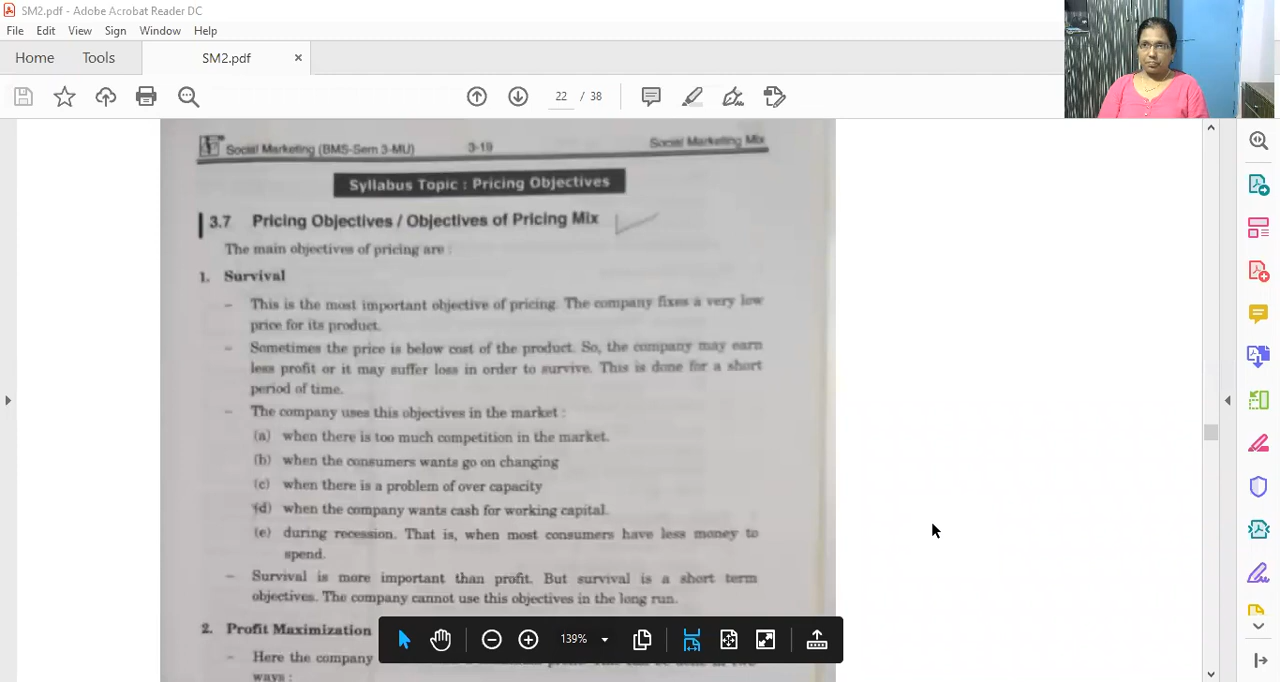 SM2.pdf - Adobe Acrobat Reader DC
File Edit View Sign Window Help
Home Tools SM2.pdf ×
22 / 38
Social Marketing (BMS-Sem 3-MU) 3-19 Social Marketing Mix
Syllabus Topic : Pricing Objectives
3.7 Pricing Objectives / Objectives of Pricing Mix
The main objectives of pricing are :
1. Survival
– This is the most important objective of pricing. The company fixes a very low
price for its product.
– Sometimes the price is below cost of the product. So, the company may earn
less profit or it may suffer loss in order to survive. This is done for a short
period of time.
– The company uses this objectives in the market :
(a) when there is too much competition in the market.
(b) when the consumers wants go on changing
(c) when there is a problem of over capacity
(d) when the company wants cash for working capital.
(e) during recession. That is, when most consumers have less money to
spend.
– Survival is more important than profit. But survival is a short term
objectives. The company cannot use this objectives in the long run.
2. Profit Maximization
139%
– Here the company
ways :